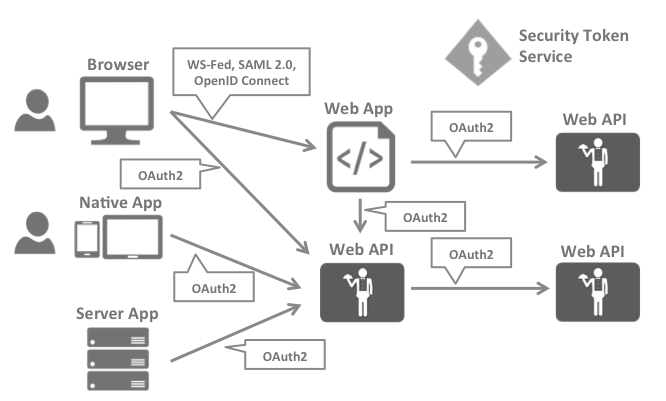 Security Token
Service
Browser
WS-Fed, SAML 2.0,
OpenID Connect
Web App
Web API
OAuth2
</>
OAuth2
Native App
OAuth2
Web API
OAuth2
Web API
OAuth2
Server App
OAuth2